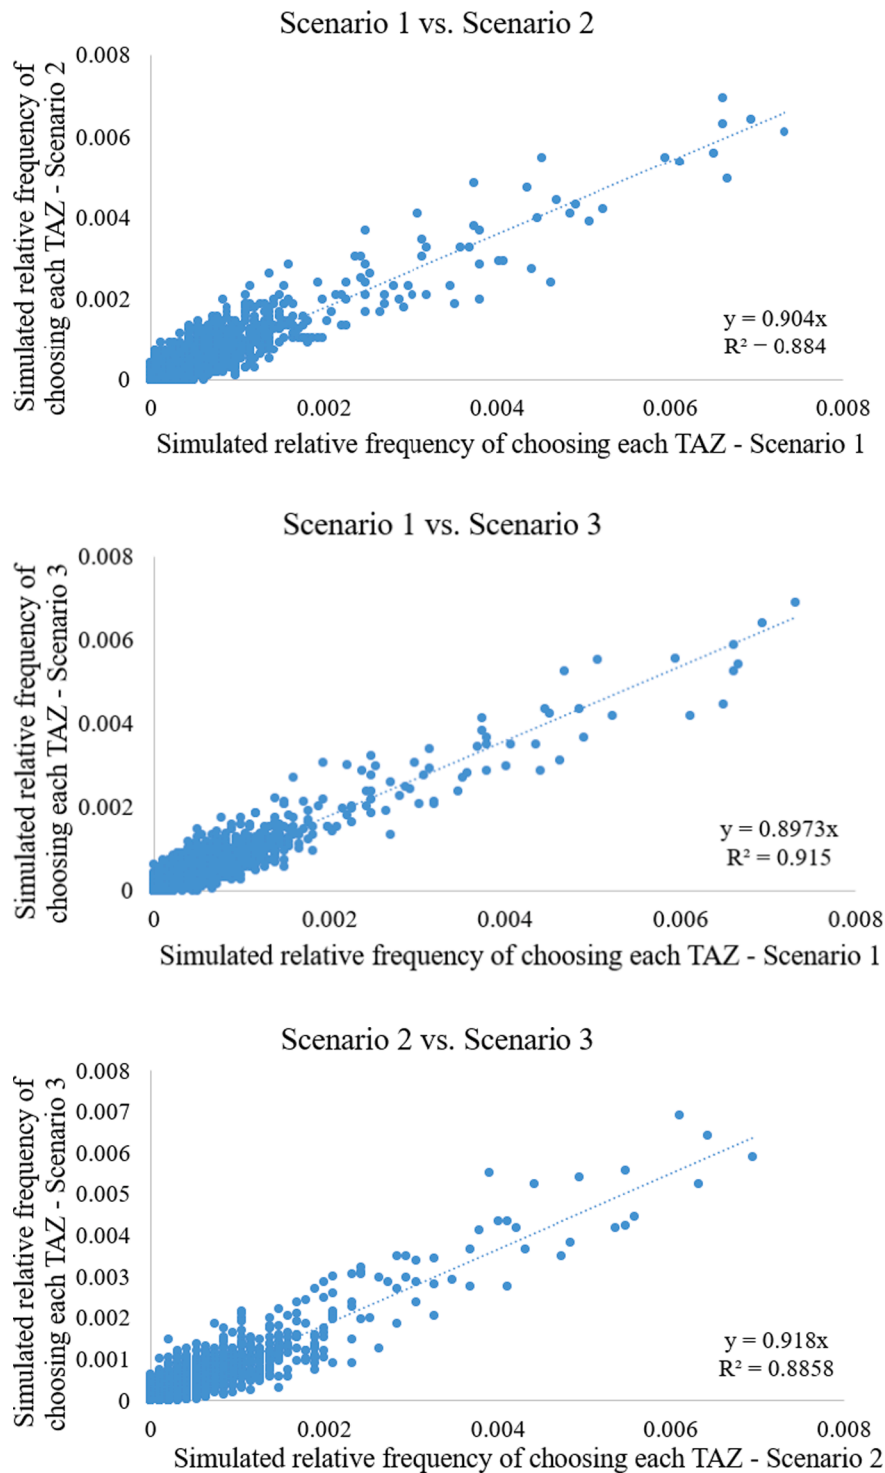 Scenario 1 vs. Scenario 2
Simulated relative frequency of
choosing each TAZ - Scenario 2
0.008
0.006
0.004
0.002
0
y = 0.904x
R² = 0.884
0
0.002
0.004
0.006
0.008
Simulated relative frequency of choosing each TAZ - Scenario 1
Scenario 1 vs. Scenario 3
Simulated relative frequency of
choosing each TAZ - Scenario 3
0.008
0.006
0.004
0.002
0
y = 0.8973x
R² = 0.915
0
0.002
0.004
0.006
0.008
Simulated relative frequency of choosing each TAZ - Scenario 1
Scenario 2 vs. Scenario 3
Simulated relative frequency of
choosing each TAZ - Scenario 3
0.008
0.007
0.006
0.005
0.004
0.003
0.002
0.001
0
y = 0.918x
R² = 0.8858
0
0.002
0.004
0.006
0.008
Simulated relative frequency of choosing each TAZ - Scenario 2